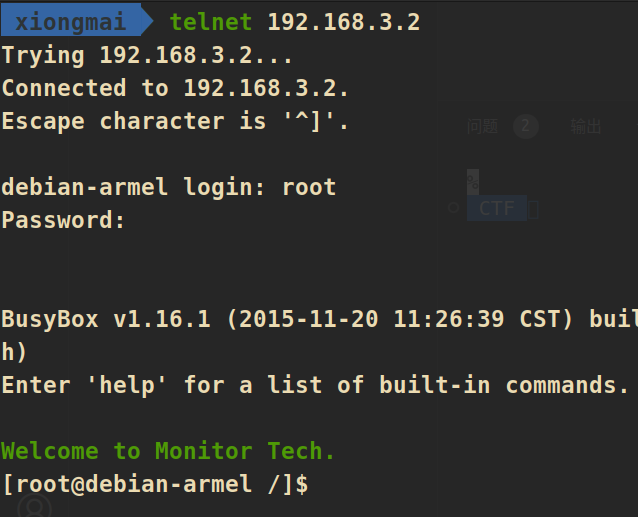 xiongmai telnet 192.168.3.2
Trying 192.168.3.2...
Connected to 192.168.3.2.
Escape character is '^]'.
问题 2 输出
debian-armel login: root
Password:
CTF
BusyBox v1.16.1 (2015-11-20 11:26:39 CST) buil
h)
Enter 'help' for a list of built-in commands.
Welcome to Monitor Tech.
[root@debian-armel /]$